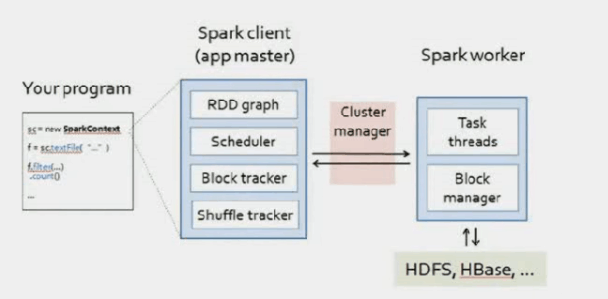 Spark client
(app master)
Spark worker
Your program
sc= new SparkContext
f = sc.textFile( "..." )
f.filter(...)
.count()
...
RDD graph
Scheduler
Block tracker
Shuffle tracker
Cluster
manager
Task
threads
Block
manager
HDFS, HBase, ...